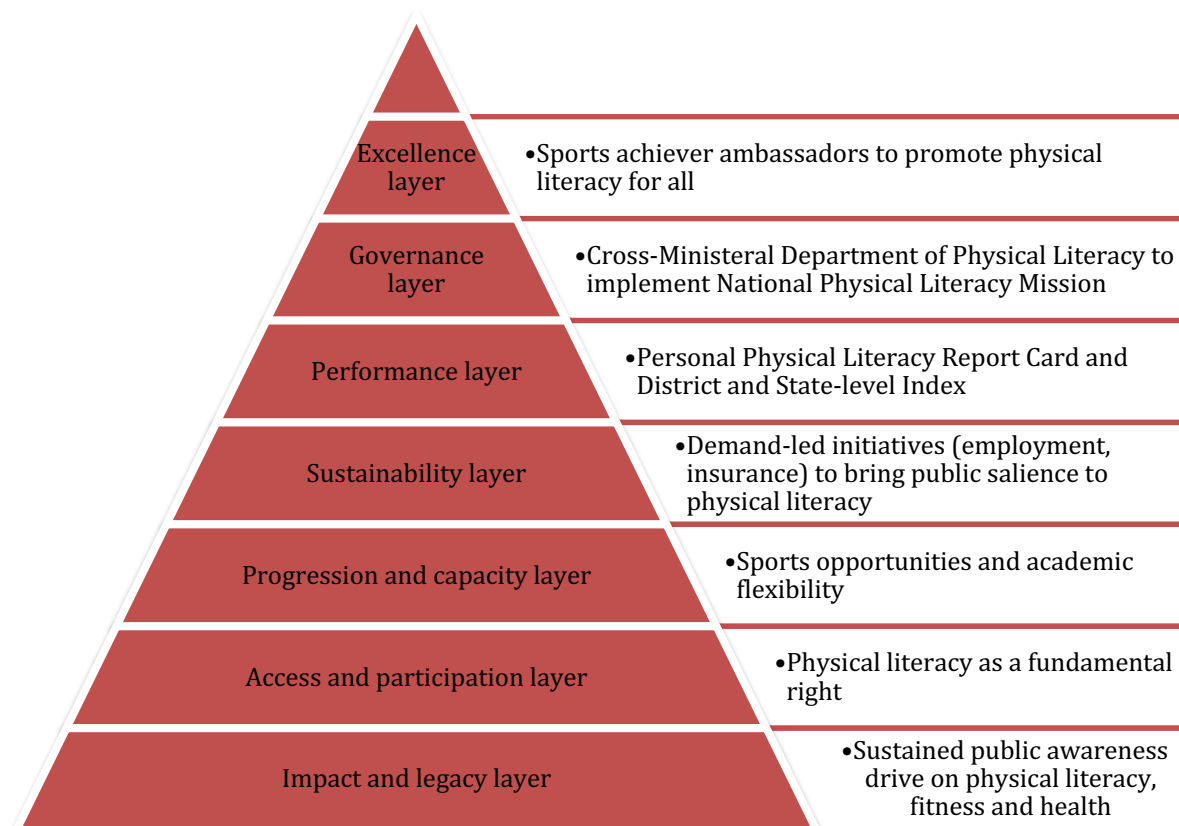 Excellence
layer
•Sports achiever ambassadors to promote physical
literacy for all
Governance
layer
•Cross-Ministeral Department of Physical Literacy to
implement National Physical Literacy Mission
Performance layer
•Personal Physical Literacy Report Card and
District and State-level Index
Sustainability layer
•Demand-led initiatives (employment,
insurance) to bring public salience to
physical literacy
Progression and capacity layer
•Sports opportunities and academic
flexibility
Access and participation layer
•Physical literacy as a fundamental
right
Impact and legacy layer
•Sustained public awareness
drive on physical literacy,
fitness and health